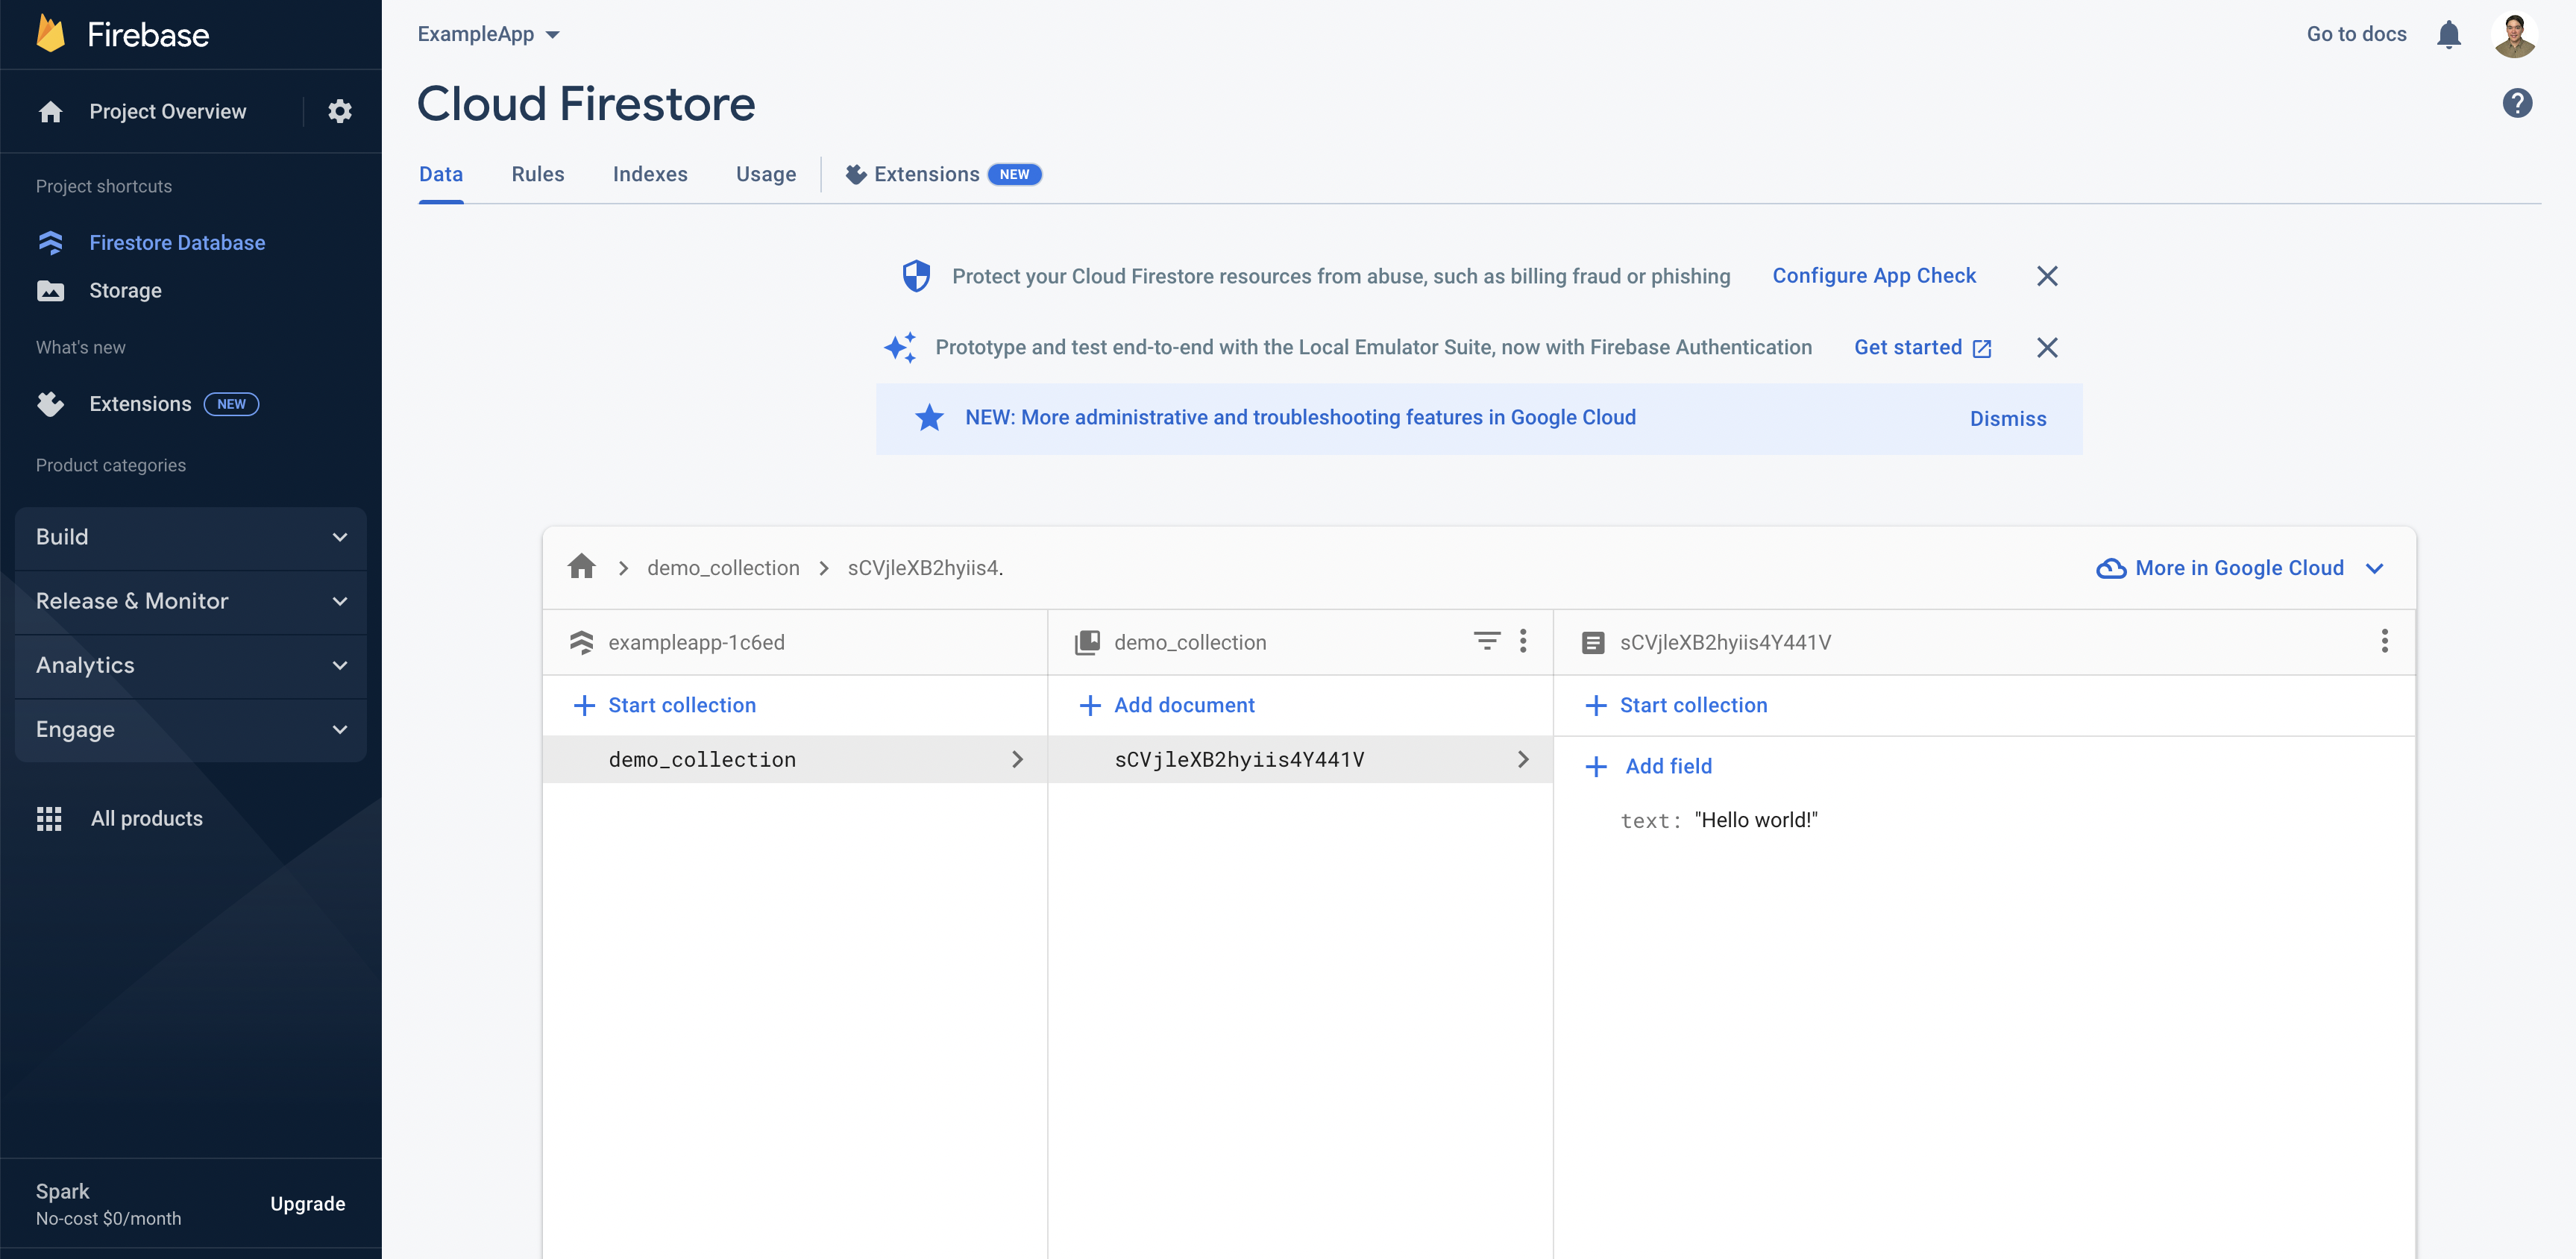 Firebase
Project Overview
Project shortcuts
Firestore Database
Storage
What's new
Extensions NEW
Product categories
Build
Release & Monitor
Analytics
Engage
All products
Spark
No-cost $0/month
Upgrade
ExampleApp
Go to docs
Cloud Firestore
Data Rules Indexes Usage Extensions NEW
Protect your Cloud Firestore resources from abuse, such as billing fraud or phishing Configure App Check
Prototype and test end-to-end with the Local Emulator Suite, now with Firebase Authentication Get started
NEW: More administrative and troubleshooting features in Google Cloud Dismiss
demo_collection sCVjleXB2hyiis4. More in Google Cloud
exampleapp-1c6ed
Start collection
demo_collection
demo_collection
Add document
sCVjleXB2hyiis4Y441V
sCVjleXB2hyiis4Y441V
Start collection
Add field
text: "Hello world!"